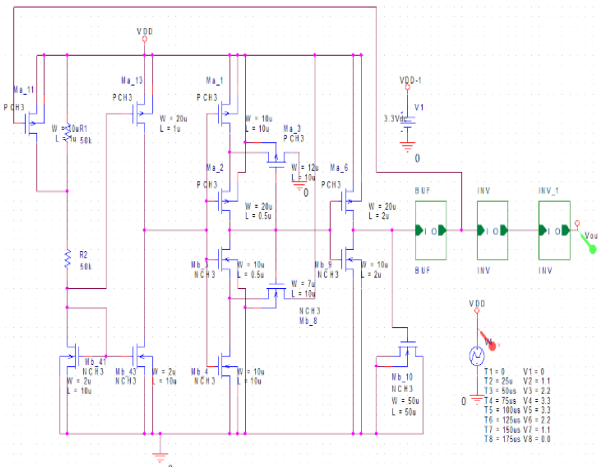 VDD
Ma_11
PCH3
W = 20u
L = 1u
R1
50k
R2
50k
Ma_13
PCH3
W = 20u
L = 1u
Ma_1
PCH3
W = 10u
L = 10u
Ma_3
PCH3
W = 12u
L = 10u
0
Ma_2
PCH3
W = 20u
L = 0.5u
Ma_6
PCH3
W = 20u
L = 2u
NCH3
W = 10u
L = 0.5u
W = 7u
L = 10u
NCH3
Mb_8
Mb_9
NCH3
W = 10u
L = 2u
Mb_41
NCH3
W = 2u
L = 10u
Mb_43
NCH3
W = 2u
L = 10u
Mb_4
NCH3
W = 10u
L = 10u
Mb_10
NCH3
W = 50u
L = 50u
VDD-1
V1
3.3Vdc
0
BUF
I O
BUF
INV
I O
INV
INV_1
I O
INV
Vou
VDD
0
T1 = 0 V1 = 0
T2 = 25u V2 = 1.1
T3 = 50us V3 = 2.2
T4 = 75us V4 = 3.3
T5 = 100us V5 = 3.3
T6 = 125us V6 = 2.2
T7 = 150us V7 = 1.1
T8 = 175us V8 = 0.0